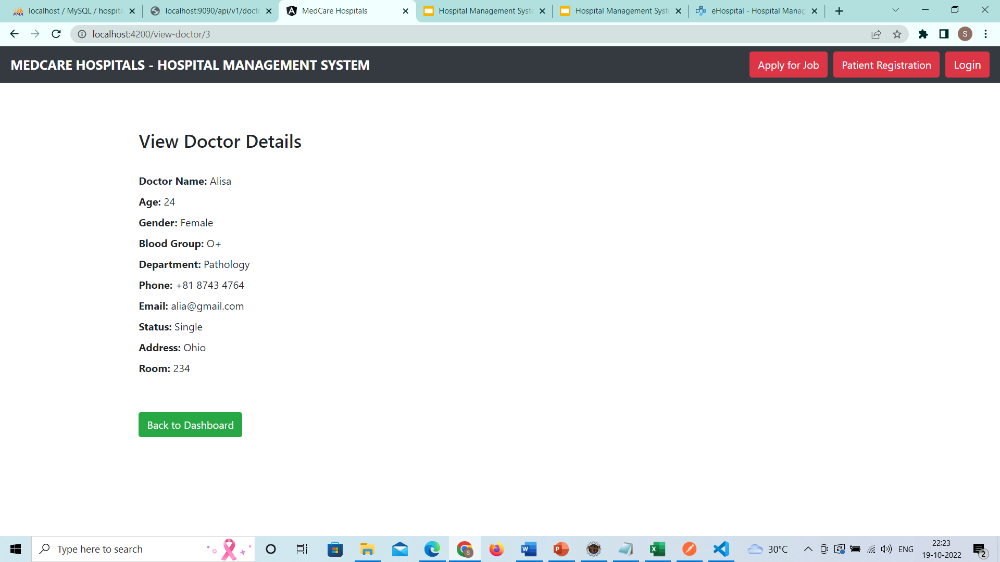 localhost / MySQL / hospita
localhost:9090/api/v1/docto
MedCare Hospitals
Hospital Management Syste
Hospital Management Syste
eHospital - Hospital Manag
localhost:4200/view-doctor/3
S
MEDCARE HOSPITALS - HOSPITAL MANAGEMENT SYSTEM
Apply for Job
Patient Registration
Login
View Doctor Details
Doctor Name: Alisa
Age: 24
Gender: Female
Blood Group: O+
Department: Pathology
Phone: +81 8743 4764
Email: alia@gmail.com
Status: Single
Address: Ohio
Room: 234
Back to Dashboard
Type here to search
30°C
ENG
22:23
19-10-2022
2